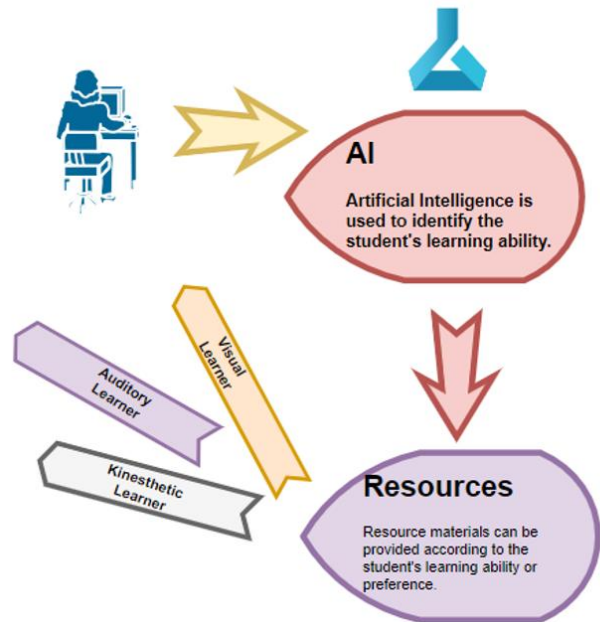 AI
Artificial Intelligence is
used to identify the
student's learning ability.
Visual
Learner
Auditory
Learner
Kinesthetic
Learner
Resources
Resource materials can be
provided according to the
student's learning ability or
preference.